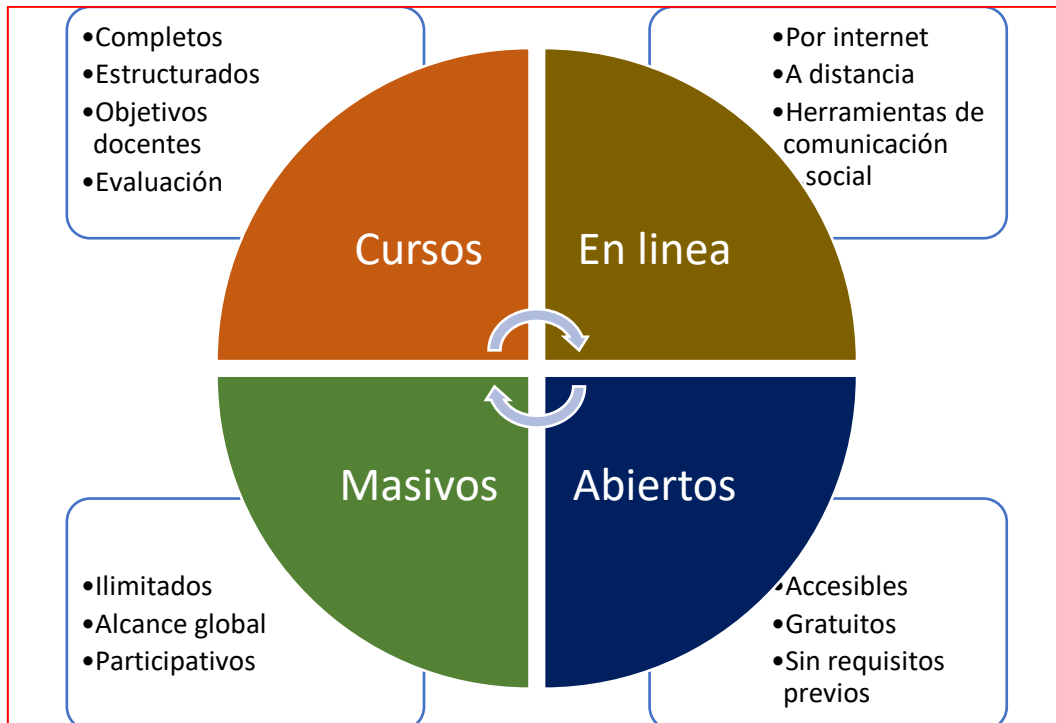 •Completos
•Estructurados
•Objetivos
docentes
•Evaluación
•Por internet
•A distancia
•Herramientas de
comunicación
social
Cursos
En linea
Masivos
Abiertos
•Ilimitados
•Alcance global
•Participativos
•Accesibles
•Gratuitos
•Sin requisitos
previos